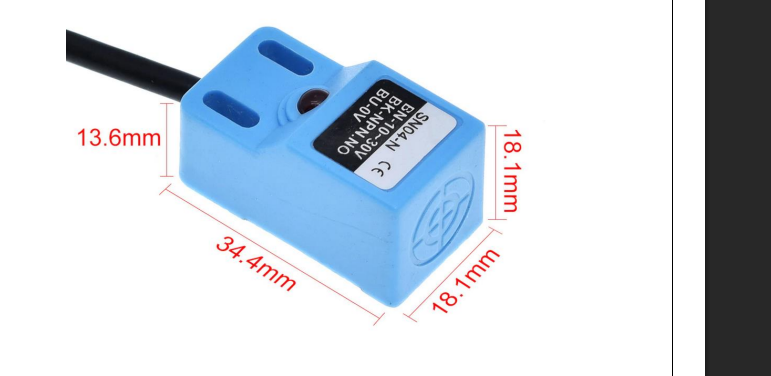 13.6mm
SN04-N
BN-10~30V
BK-NPN.NO
BU-0V
CE
18.1mm
34.4mm
18.1mm